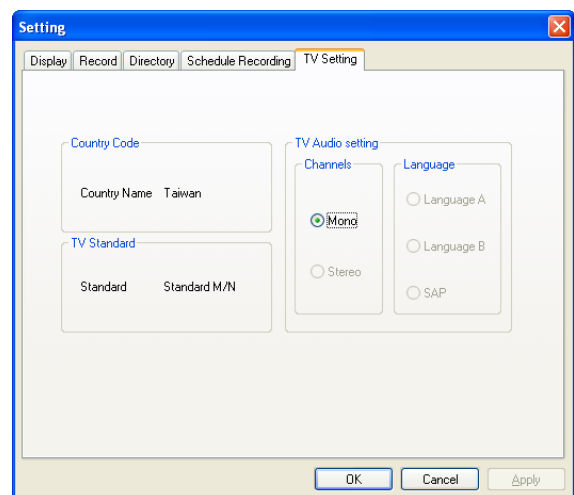 Setting
Display Record Directory Schedule Recording TV Setting
Country Code
Country Name Taiwan
TV Standard
Standard Standard M/N
TV Audio setting
Channels
Mono
Stereo
Language
Language A
Language B
SAP
OK Cancel Apply